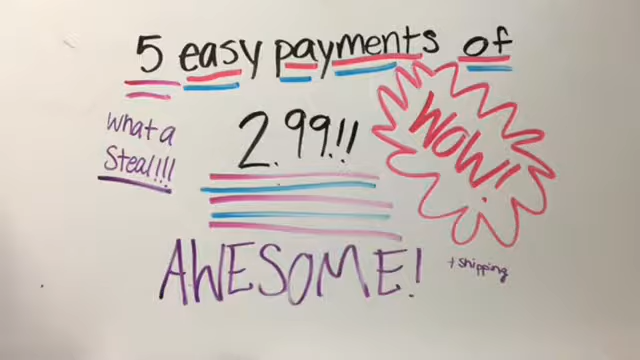 5 easy payments of
What a
Steal!!!
2.99!!
WOW!
AWESOME!
+ shipping